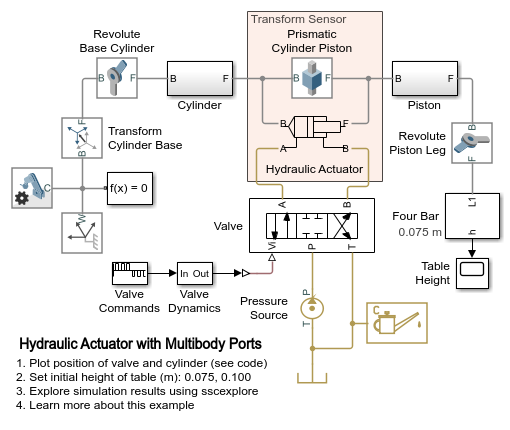 Transform Sensor
Revolute
Base Cylinder
Prismatic
Cylinder Piston
B
F
B
F
B
F
B
F
Cylinder
Piston
B
F
F
B
Transform
Cylinder Base
Revolute
Piston Leg
B
F
A
B
Hydraulic Actuator
C
f(x) = 0
W
A
B
Valve
Vi
P
T
L1
Four Bar
0.075 m
h
In Out
Table
Height
Valve
Commands
Valve
Dynamics
Pressure
Source
P
T
C
Hydraulic Actuator with Multibody Ports
1. Plot position of valve and cylinder (see code)
2. Set initial height of table (m): 0.075, 0.100
3. Explore simulation results using sscexplore
4. Learn more about this example